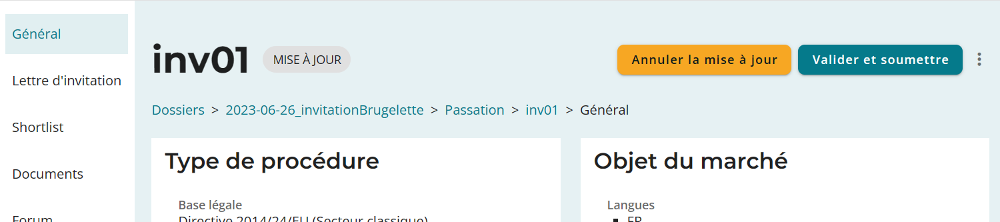 Général
Lettre d'invitation
Shortlist
Documents
Forum
inv01 MISE À JOUR Annuler la mise à jour Valider et soumettre
Dossiers > 2023-06-26_invitationBrugelette > Passation > inv01 > Général
Type de procédure
Base légale
Directive 2014/24/EU (Secteur classique)
Objet du marché
Langues
FR